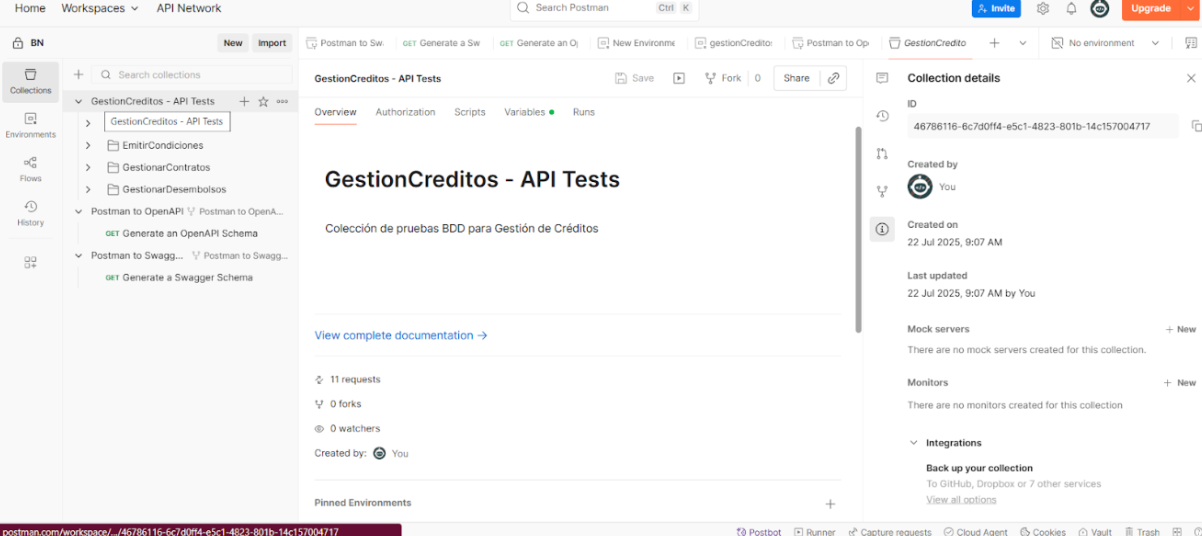 Home Workspaces API Network Search Postman Ctrl K Invite Upgrade
BN New Import Postman to Sw GET Generate a Sw GET Generate an O New Environme gestionCredito Postman to Op GestionCredito No environment
Collections
Environments
Flows
History
Search collections
GestionCreditos - API Tests
GestionCreditos - API Tests
EmitirCondiciones
GestionarContratos
GestionarDesembolsos
Postman to OpenAPI Postman to OpenA...
GET Generate an OpenAPI Schema
Postman to Swagg... Postman to Swagg...
GET Generate a Swagger Schema
GestionCreditos - API Tests Save Fork 0 Share
Overview Authorization Scripts Variables Runs
GestionCreditos - API Tests
Colección de pruebas BDD para Gestión de Créditos
View complete documentation →
11 requests
0 forks
0 watchers
Created by: You
Pinned Environments
Collection details
ID
46786116-6c7d0ff4-e5c1-4823-801b-14c157004717
Created by
You
Created on
22 Jul 2025, 9:07 AM
Last updated
22 Jul 2025, 9:07 AM by You
Mock servers + New
There are no mock servers created for this collection.
Monitors + New
There are no monitors created for this collection
Integrations
Back up your collection
To GitHub, Dropbox or 7 other services
View all options
postman.com/workspace/.../46786116-6c7d0ff4-e5c1-4823-801b-14c157004717
Postbot Runner Capture requests Cloud Agent Cookies Vault Trash